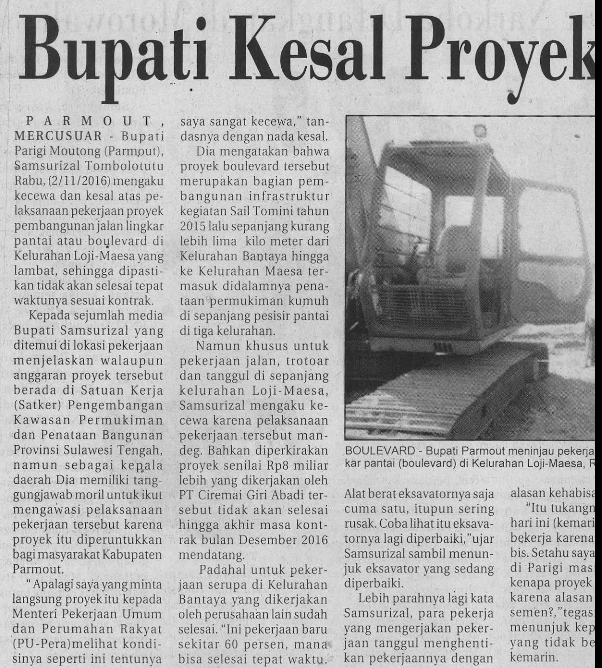 Bupati Kesal Proyek
PARMOUT,
MERCUSUAR - Bupati
Parigi Moutong (Parmput),
Samsurizal Tombolotutu
Rabu, (2/11/2016) mengaku
kecewa dan kesal atas pe-
laksanaan pekerjaan proyek
pembangunan jalan lingkar
pantai atau boulevard di
Kelurahan Loji-Maesa yang
lambat, sehingga dipasti-
kan tidak akan selesai tepat
waktunya sesuai kontrak.
Kepada sejumlah media
Bupati Samsurizal yang
ditemui di lokasi pekerjaan
menjelaskan walaupun
anggaran proyek tersebut
berada di Satuan Kerja
(Satker) Pengembangan
Kawasan Permukiman
dan Penataan Bangunan
Provinsi Sulawesi Tengah,
namun sebagai kepala
daerah Dia memiliki tang-
gungjawab moril untuk ikut
mengawasi pelaksanaan
pekerjaan tersebut karena
proyek itu diperuntukkan
bagi masyarakat Kabupaten
Parmout.
"Apalagi saya yang minta
langsung proyek itu kepada
Menteri Pekerjaan Umum
dan Perumahan Rakyat
(PU-Pera)melihat kondi-
sinya seperti ini tentunya
saya sangat kecewa," tan-
dasnya dengan nada kesal.
Dia mengatakan bahwa
proyek boulevard tersebut
merupakan bagian pem-
bangunan infrastruktur
kegiatan Sail Tomini tahun
2015 lalu sepanjang kurang
lebih lima kilo meter dari
Kelurahan Bantaya hingga
ke Kelurahan Maesa ter-
masuk didalamnya pena-
taan permukiman kumuh
di sepanjang pesisir pantai
di tiga kelurahan.
Namun khusus untuk
pekerjaan jalan, trotoar
dan tanggul di sepanjang
kelurahan Loji-Maesa,
Samsurizal mengaku ke-
cewa karena pelaksanaan
pekerjaan tersebut man-
deg. Bahkan diperkirakan
proyek senilai Rp8 miliar
lebih yang dikerjakan oleh
PT Ciremai Giri Abadi ter-
sebut tidak akan selesai
hingga akhir masa kont-
rak bulan Desember 2016
mendatang.
Padahal untuk peker-
jaan serupa di Kelurahan
Bantaya yang dikerjakan
oleh perusahaan lain sudah
selesai. "Ini pekerjaan baru
sekitar 60 persen, mana
bisa selesai tepat waktu.
BOULEVARD - Bupati Parmout meninjau pekerja
kar pantai (boulevard) di Kelurahan Loji-Maesa, R
Alat berat eksavatornya saja
cuma satu, itupun sering
rusak. Coba lihat itu eksava-
tornya lagi diperbaiki,"ujar
Samsurizal sambil menun-
juk eksavator yang sedang
diperbaiki.
Lebih parahnya lagi kata
Samsurizal, para pekerja
yang mengerjakan peker-
jaan tanggul menghenti-
kan pekerjaannya dengan
alasan kehabisa
"Itu tukangn
hari ini (kemari
bekerja karena
bis. Setahu saya
di Parigi mas
kenapa proyek
karena alasan
semen?,"tegas
menunjuk kep
yang tidak be
kemarin.